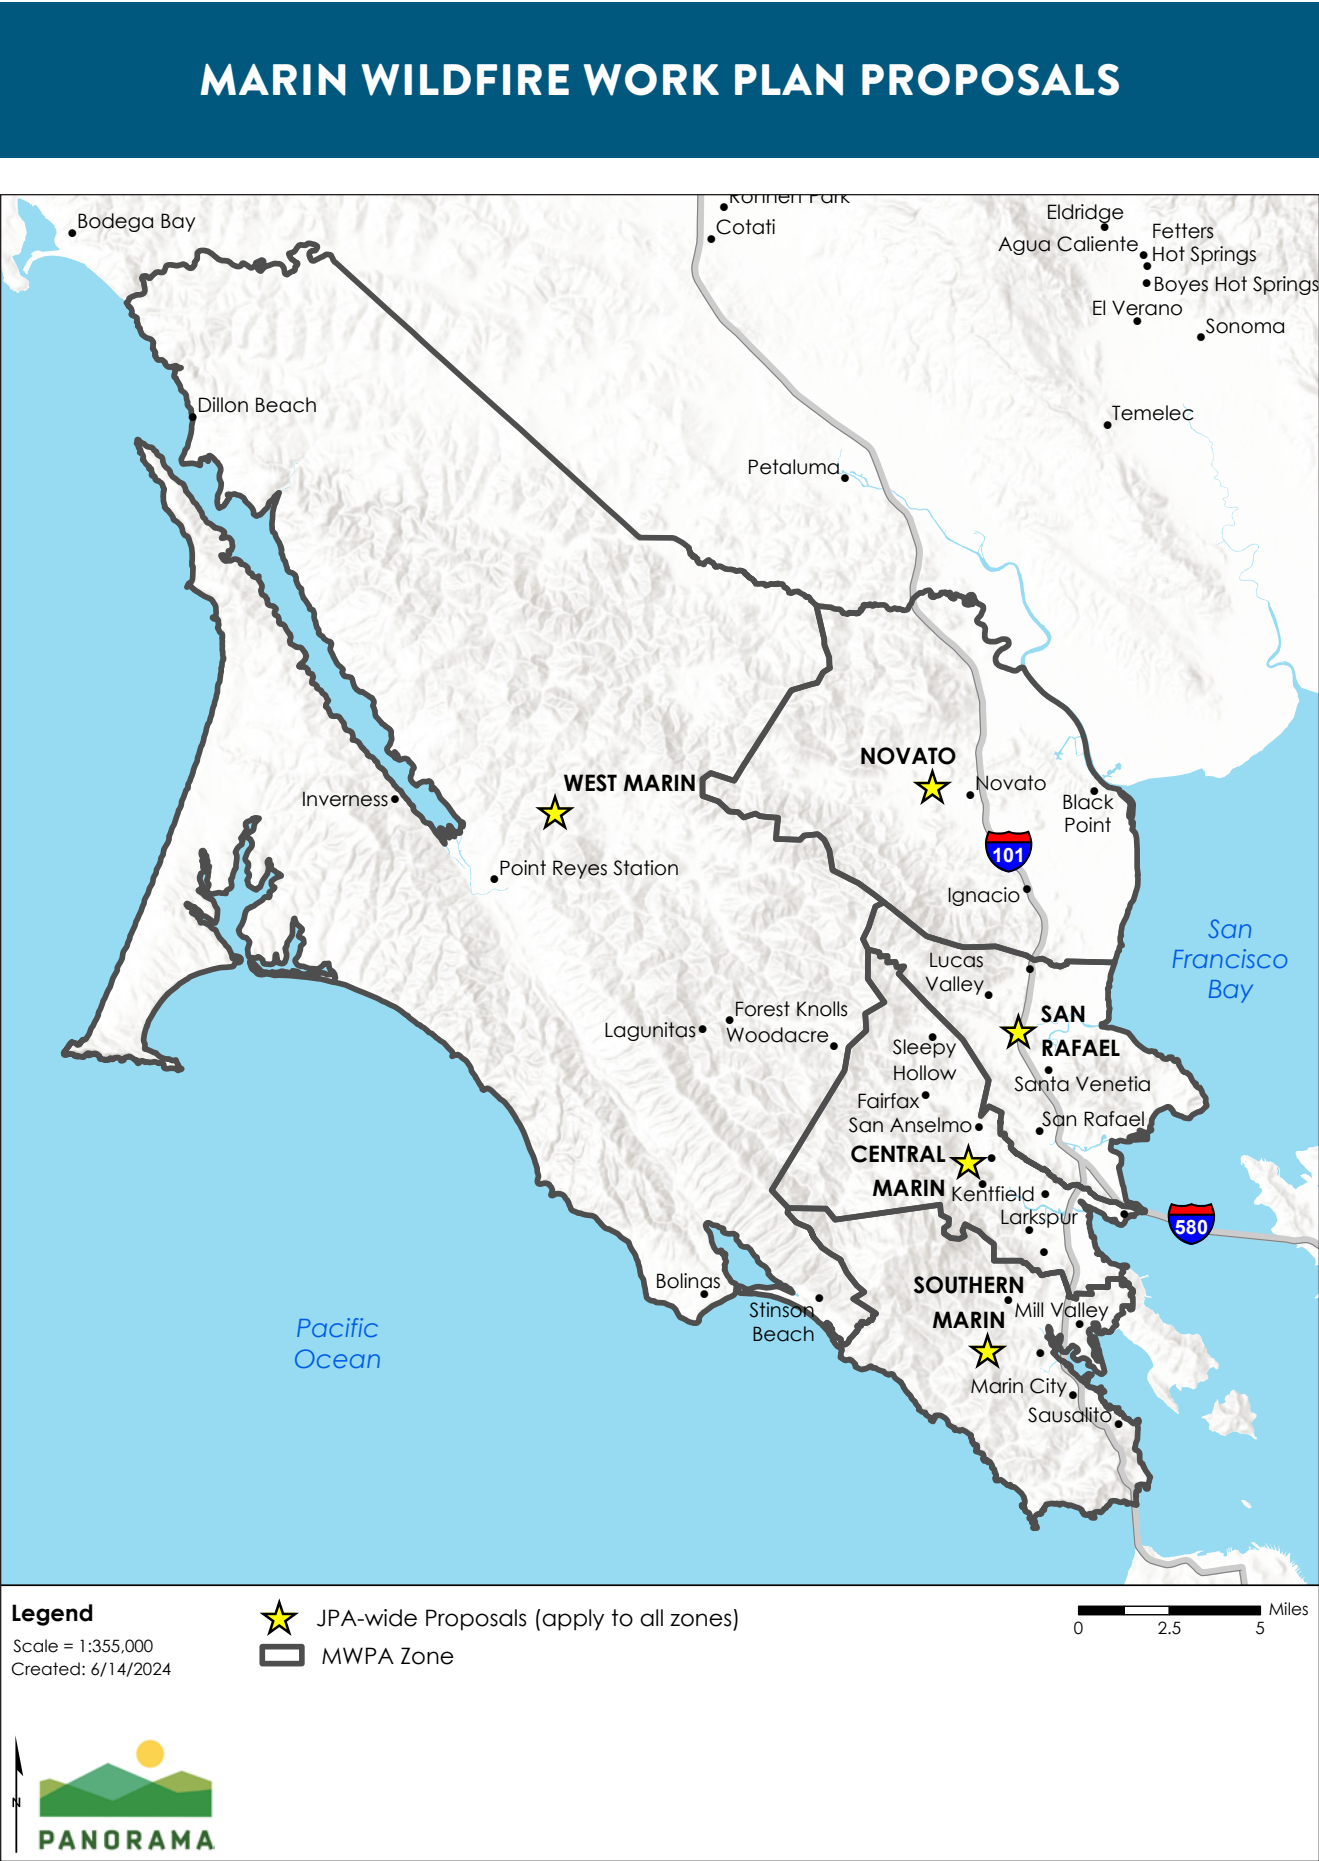 MARIN WILDFIRE WORK PLAN PROPOSALS
Rohnert Park
Cotati
Bodega Bay
Eldridge
Agua Caliente
Fetters
Hot Springs
Boyes Hot Springs
El Verano
Sonoma
Dillon Beach
Temelec
Petaluma
NOVATO
Novato
WEST MARIN
Inverness
Black
Point
101
Point Reyes Station
Ignacio
San
Francisco
Bay
Lucas
Valley
Forest Knolls
Lagunitas
Woodacre
SAN
RAFAEL
Sleepy
Hollow
Santa Venetia
Fairfax
San Anselmo
San Rafael
CENTRAL
MARIN
Kentfield
Larkspur
580
Bolinas
Stinson
Beach
SOUTHERN
MARIN
Mill Valley
Pacific
Ocean
Marin City
Sausalito
Legend
Scale = 1:355,000
Created: 6/14/2024
JPA-wide Proposals (apply to all zones)
MWPA Zone
Miles
0 2.5 5
N
PANORAMA